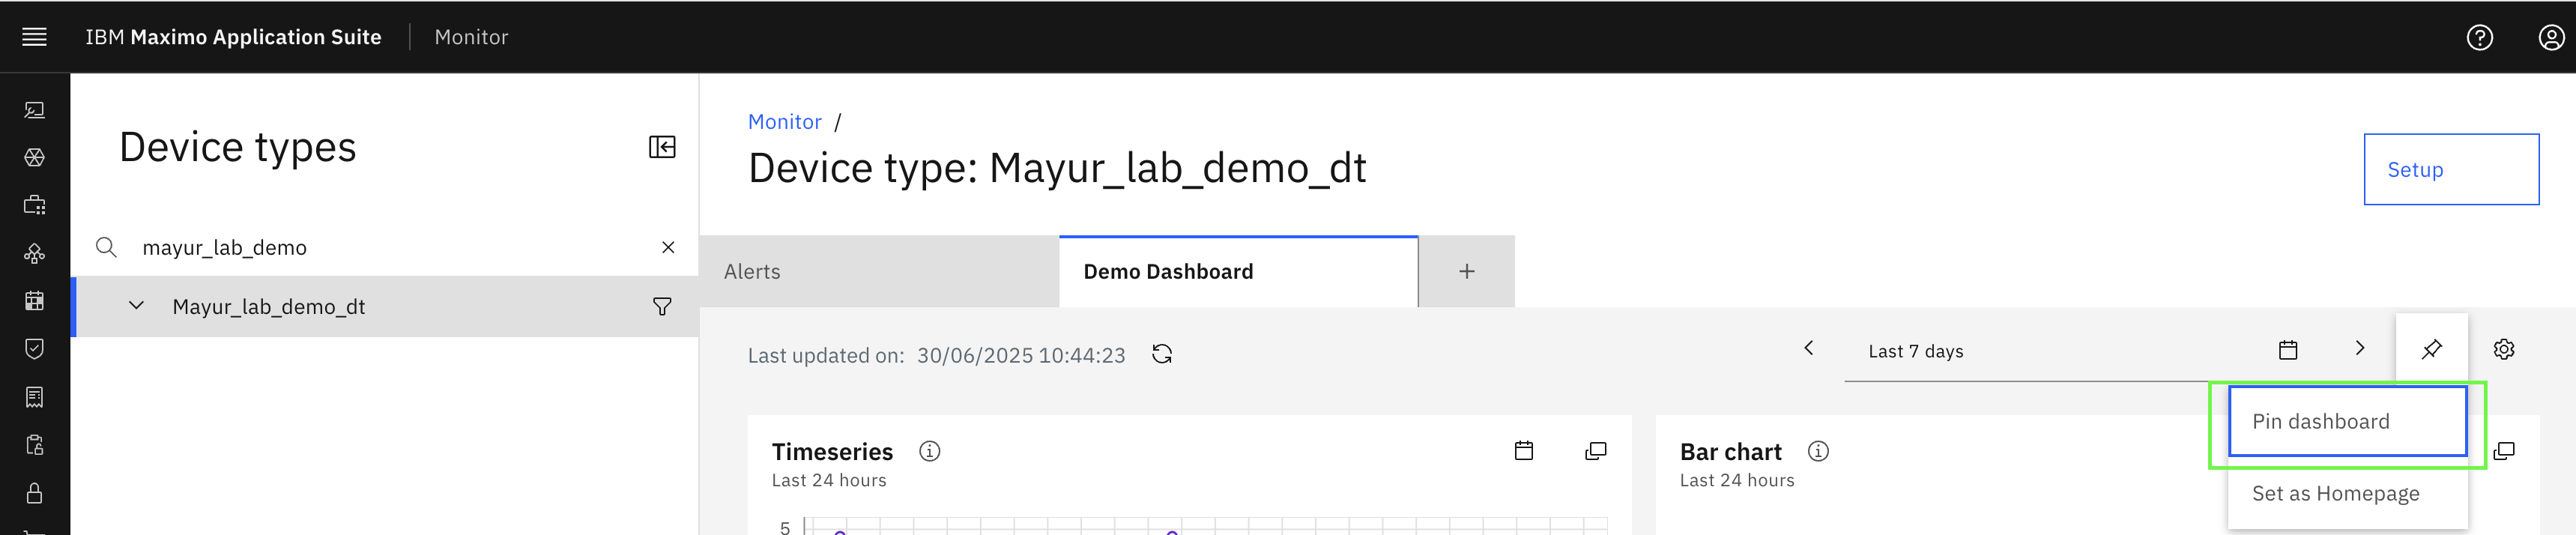 IBM Maximo Application Suite
Monitor
Device types
mayur_lab_demo
Mayur_lab_demo_dt
Monitor /
Device type: Mayur_lab_demo_dt
Setup
Alerts
Demo Dashboard
+
Last updated on: 30/06/2025 10:44:23
Last 7 days
Pin dashboard
Set as Homepage
Timeseries
Last 24 hours
5
Bar chart
Last 24 hours